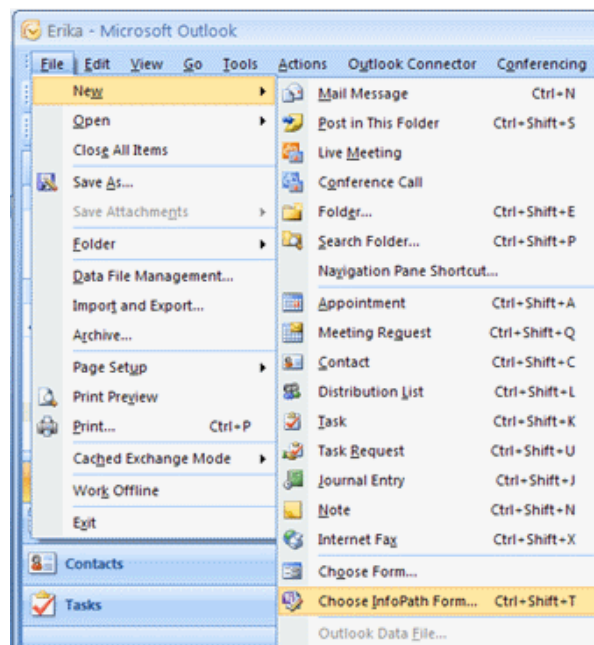 Erika - Microsoft Outlook
File Edit View Go Tools Actions Outlook Connector Conferencing
New
Open
Close All Items
Save As...
Save Attachments
Folder
Data File Management...
Import and Export...
Archive...
Page Setup
Print Preview
Print... Ctrl+P
Cached Exchange Mode
Work Offline
Exit
Contacts
Tasks
Mail Message Ctrl+N
Post in This Folder Ctrl+Shift+S
Live Meeting
Conference Call
Folder... Ctrl+Shift+E
Search Folder... Ctrl+Shift+P
Navigation Pane Shortcut...
Appointment Ctrl+Shift+A
Meeting Request Ctrl+Shift+Q
Contact Ctrl+Shift+C
Distribution List Ctrl+Shift+L
Task Ctrl+Shift+K
Task Request Ctrl+Shift+U
Journal Entry Ctrl+Shift+J
Note Ctrl+Shift+N
Internet Fax Ctrl+Shift+X
Choose Form...
Choose InfoPath Form... Ctrl+Shift+T
Outlook Data File...